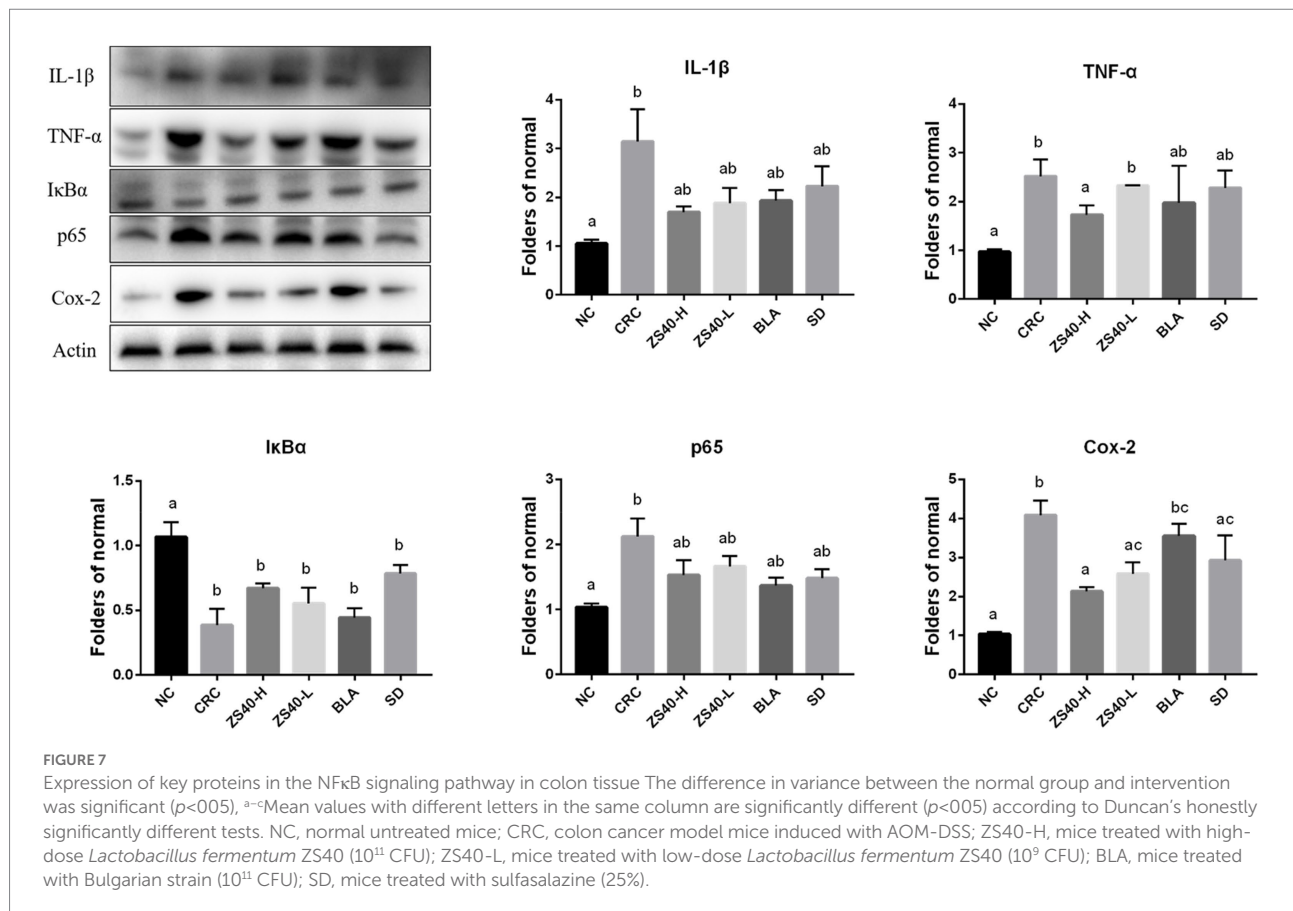 IL-1β
TNF-α
IκBα
p65
Cox-2
Actin
IL-1β
Folders of normal
4
3
2
1
0
b
a
ab
ab
ab
ab
NC
CRC
ZS40-H
ZS40-L
BLA
SD
TNF-α
Folders of normal
4
3
2
1
0
a
b
a
b
ab
ab
NC
CRC
ZS40-H
ZS40-L
BLA
SD
IκBα
Folders of normal
1.5
1.0
0.5
0.0
a
b
b
b
b
b
NC
CRC
ZS40-H
ZS40-L
BLA
SD
p65
Folders of normal
3
2
1
0
a
b
ab
ab
ab
ab
NC
CRC
ZS40-H
ZS40-L
BLA
SD
Cox-2
Folders of normal
5
4
3
2
1
0
a
b
a
ac
bc
ac
NC
CRC
ZS40-H
ZS40-L
BLA
SD
FIGURE 7
Expression of key proteins in the NFκB signaling pathway in colon tissue The difference in variance between the normal group and intervention
was significant (p<005), a–cMean values with different letters in the same column are significantly different (p<005) according to Duncan's honestly
significantly different tests. NC, normal untreated mice; CRC, colon cancer model mice induced with AOM-DSS; ZS40-H, mice treated with high-
dose Lactobacillus fermentum ZS40 (10¹¹ CFU); ZS40-L, mice treated with low-dose Lactobacillus fermentum ZS40 (10⁹ CFU); BLA, mice treated
with Bulgarian strain (10¹¹ CFU); SD, mice treated with sulfasalazine (25%).